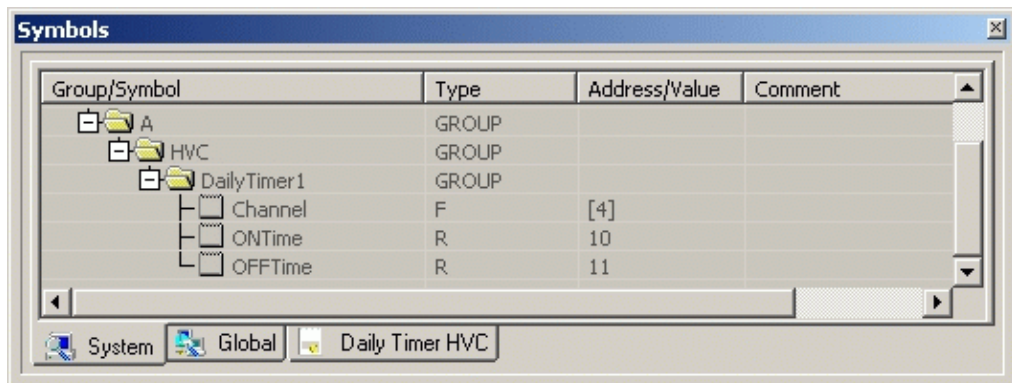 Symbols
Group/Symbol Type Address/Value Comment
A GROUP
HVC GROUP
DailyTimer1 GROUP
Channel F [4]
ONTime R 10
OFFTime R 11
System Global Daily Timer HVC